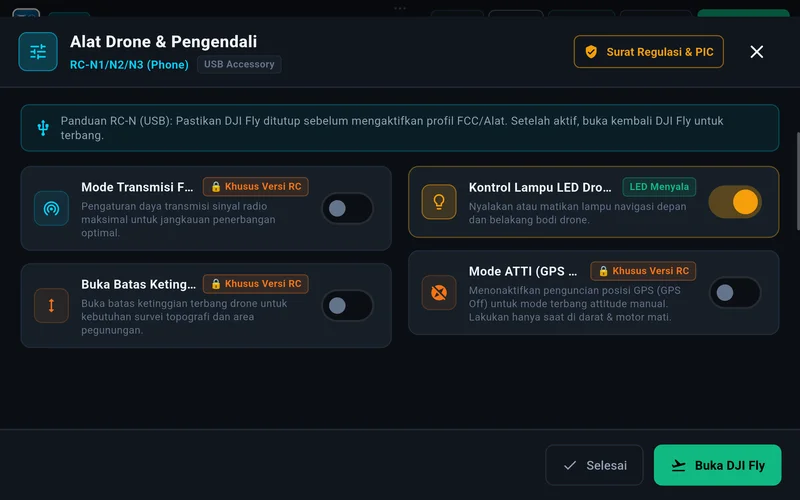 Alat Drone & Pengendali
RC-N1/N2/N3 (Phone) USB Accessory
Surat Regulasi & PIC
Panduan RC-N (USB): Pastikan DJI Fly ditutup sebelum mengaktifkan profil FCC/Alat. Setelah aktif, buka kembali DJI Fly untuk
terbang.
Mode Transmisi F... Khusus Versi RC
Pengaturan daya transmisi sinyal radio
maksimal untuk jangkauan penerbangan
optimal.
Kontrol Lampu LED Dro... LED Menyala
Nyalakan atau matikan lampu navigasi depan
dan belakang bodi drone.
Buka Batas Keting... Khusus Versi RC
Buka batas ketinggian terbang drone untuk
kebutuhan survei topografi dan area
pegunungan.
Mode ATTI (GPS ... Khusus Versi RC
Menonaktifkan penguncian posisi GPS (GPS
Off) untuk mode terbang attitude manual.
Lakukan hanya saat di darat & motor mati.
Selesai
Buka DJI Fly